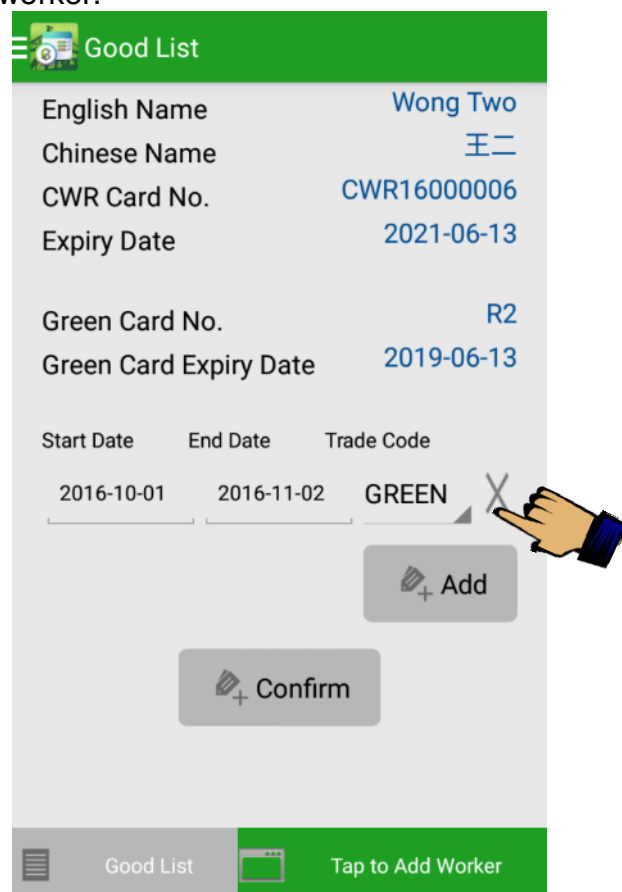 worker.
Good List
English Name Wong Two
Chinese Name 王二
CWR Card No. CWR16000006
Expiry Date 2021-06-13
Green Card No. R2
Green Card Expiry Date 2019-06-13
Start Date End Date Trade Code
2016-10-01 2016-11-02 GREEN X
Add
Confirm
Good List Tap to Add Worker